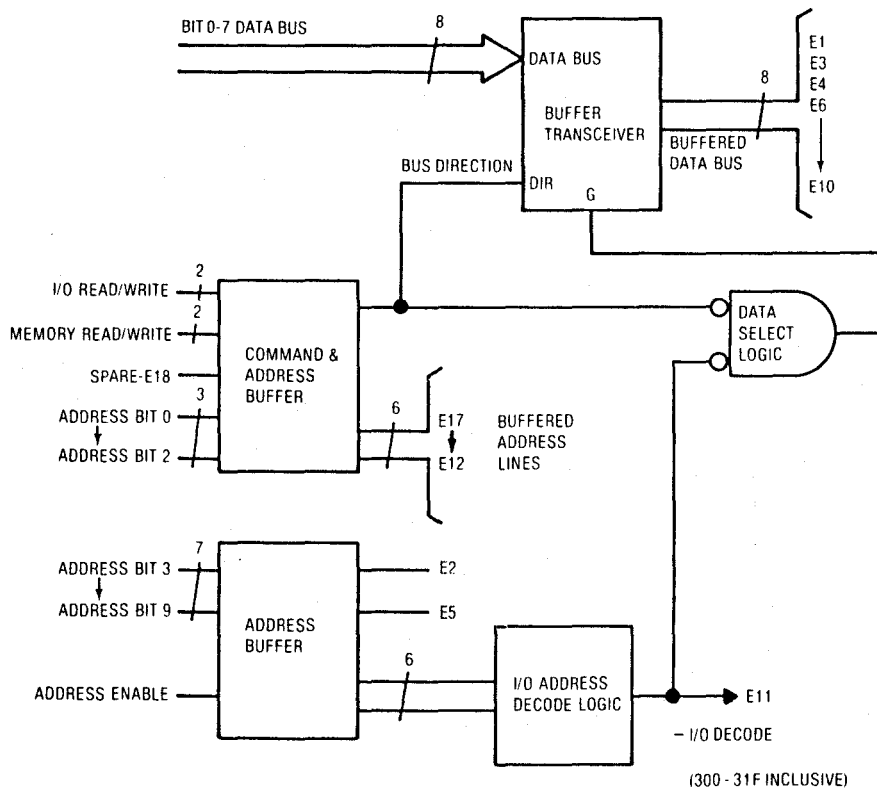 BIT 0-7 DATA BUS
8
DATA BUS
BUFFER
TRANSCEIVER
BUS DIRECTION
DIR
G
8
BUFFERED
DATA BUS
E1
E3
E4
E6
E10
I/O READ/WRITE
2
MEMORY READ/WRITE
2
SPARE-E18
ADDRESS BIT 0
3
ADDRESS BIT 2
COMMAND &
ADDRESS
BUFFER
6
E17
E12
BUFFERED
ADDRESS
LINES
DATA
SELECT
LOGIC
ADDRESS BIT 3
7
ADDRESS BIT 9
ADDRESS ENABLE
ADDRESS
BUFFER
E2
E5
6
I/O ADDRESS
DECODE LOGIC
E11
– I/O DECODE
(300 - 31F INCLUSIVE)